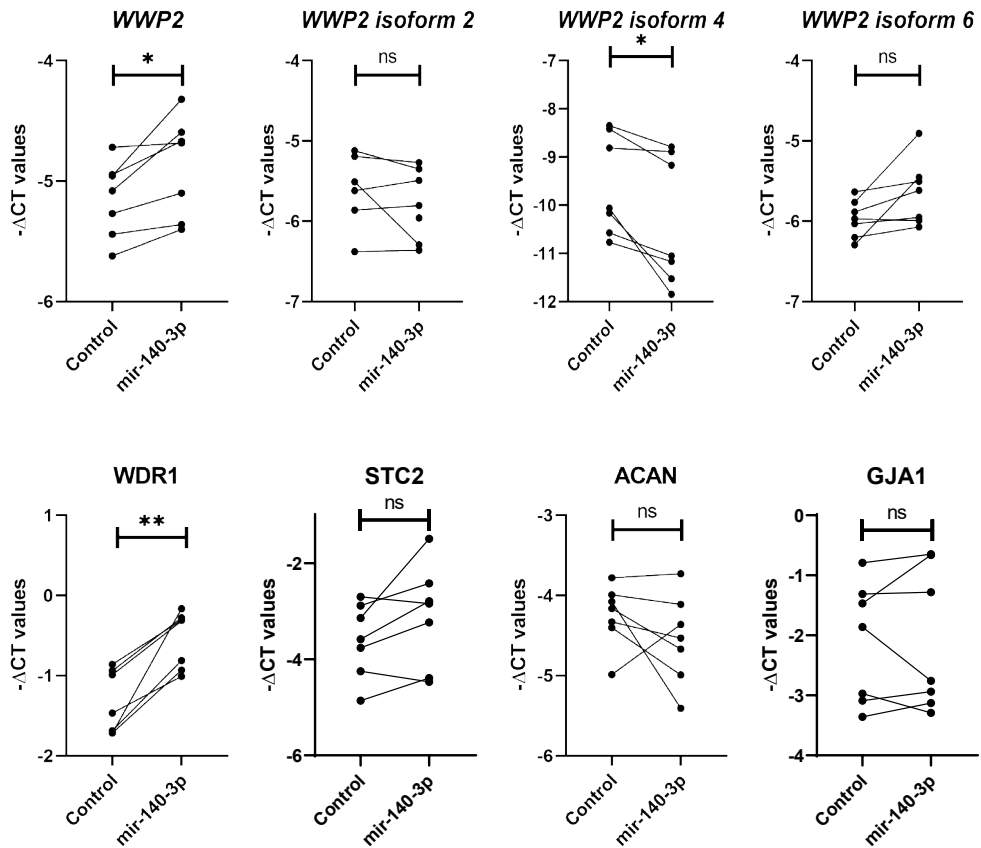 WWP2
WWP2 isoform 2
WWP2 isoform 4
WWP2 isoform 6
*
ns
*
ns
-4
-5
-6
-ΔCT values
Control
mir-140-3p
-4
-5
-6
-7
-ΔCT values
Control
mir-140-3p
-7
-8
-9
-10
-11
-12
-ΔCT values
Control
mir-140-3p
-4
-5
-6
-7
-ΔCT values
Control
mir-140-3p
WDR1
STC2
ACAN
GJA1
**
ns
ns
ns
1
0
-1
-2
-ΔCT values
Control
mir-140-3p
-2
-4
-6
-ΔCT values
Control
mir-140-3p
-3
-4
-5
-6
-ΔCT values
Control
mir-140-3p
0
-1
-2
-3
-4
-ΔCT values
Control
mir-140-3p